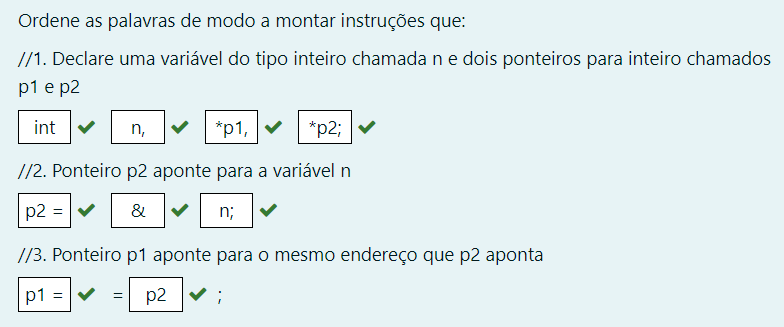 Ordene as palavras de modo a montar instruções que:
//1. Declare uma variável do tipo inteiro chamada n e dois ponteiros para inteiro chamados
p1 e p2
int n, *p1, *p2;
//2. Ponteiro p2 aponte para a variável n
p2 = & n;
//3. Ponteiro p1 aponte para o mesmo endereço que p2 aponta
p1 = = p2 ;